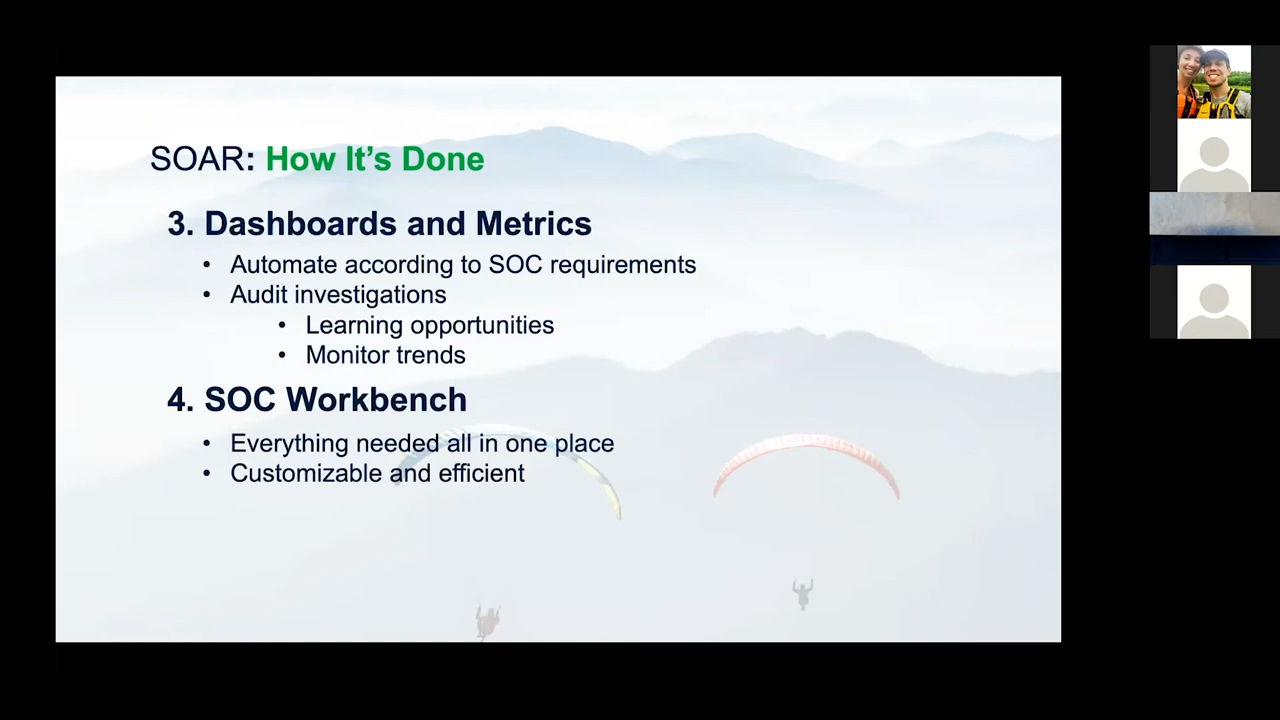 SOAR: How It’s Done
3. Dashboards and Metrics
• Automate according to SOC requirements
• Audit investigations
• Learning opportunities
• Monitor trends
4. SOC Workbench
• Everything needed all in one place
• Customizable and efficient